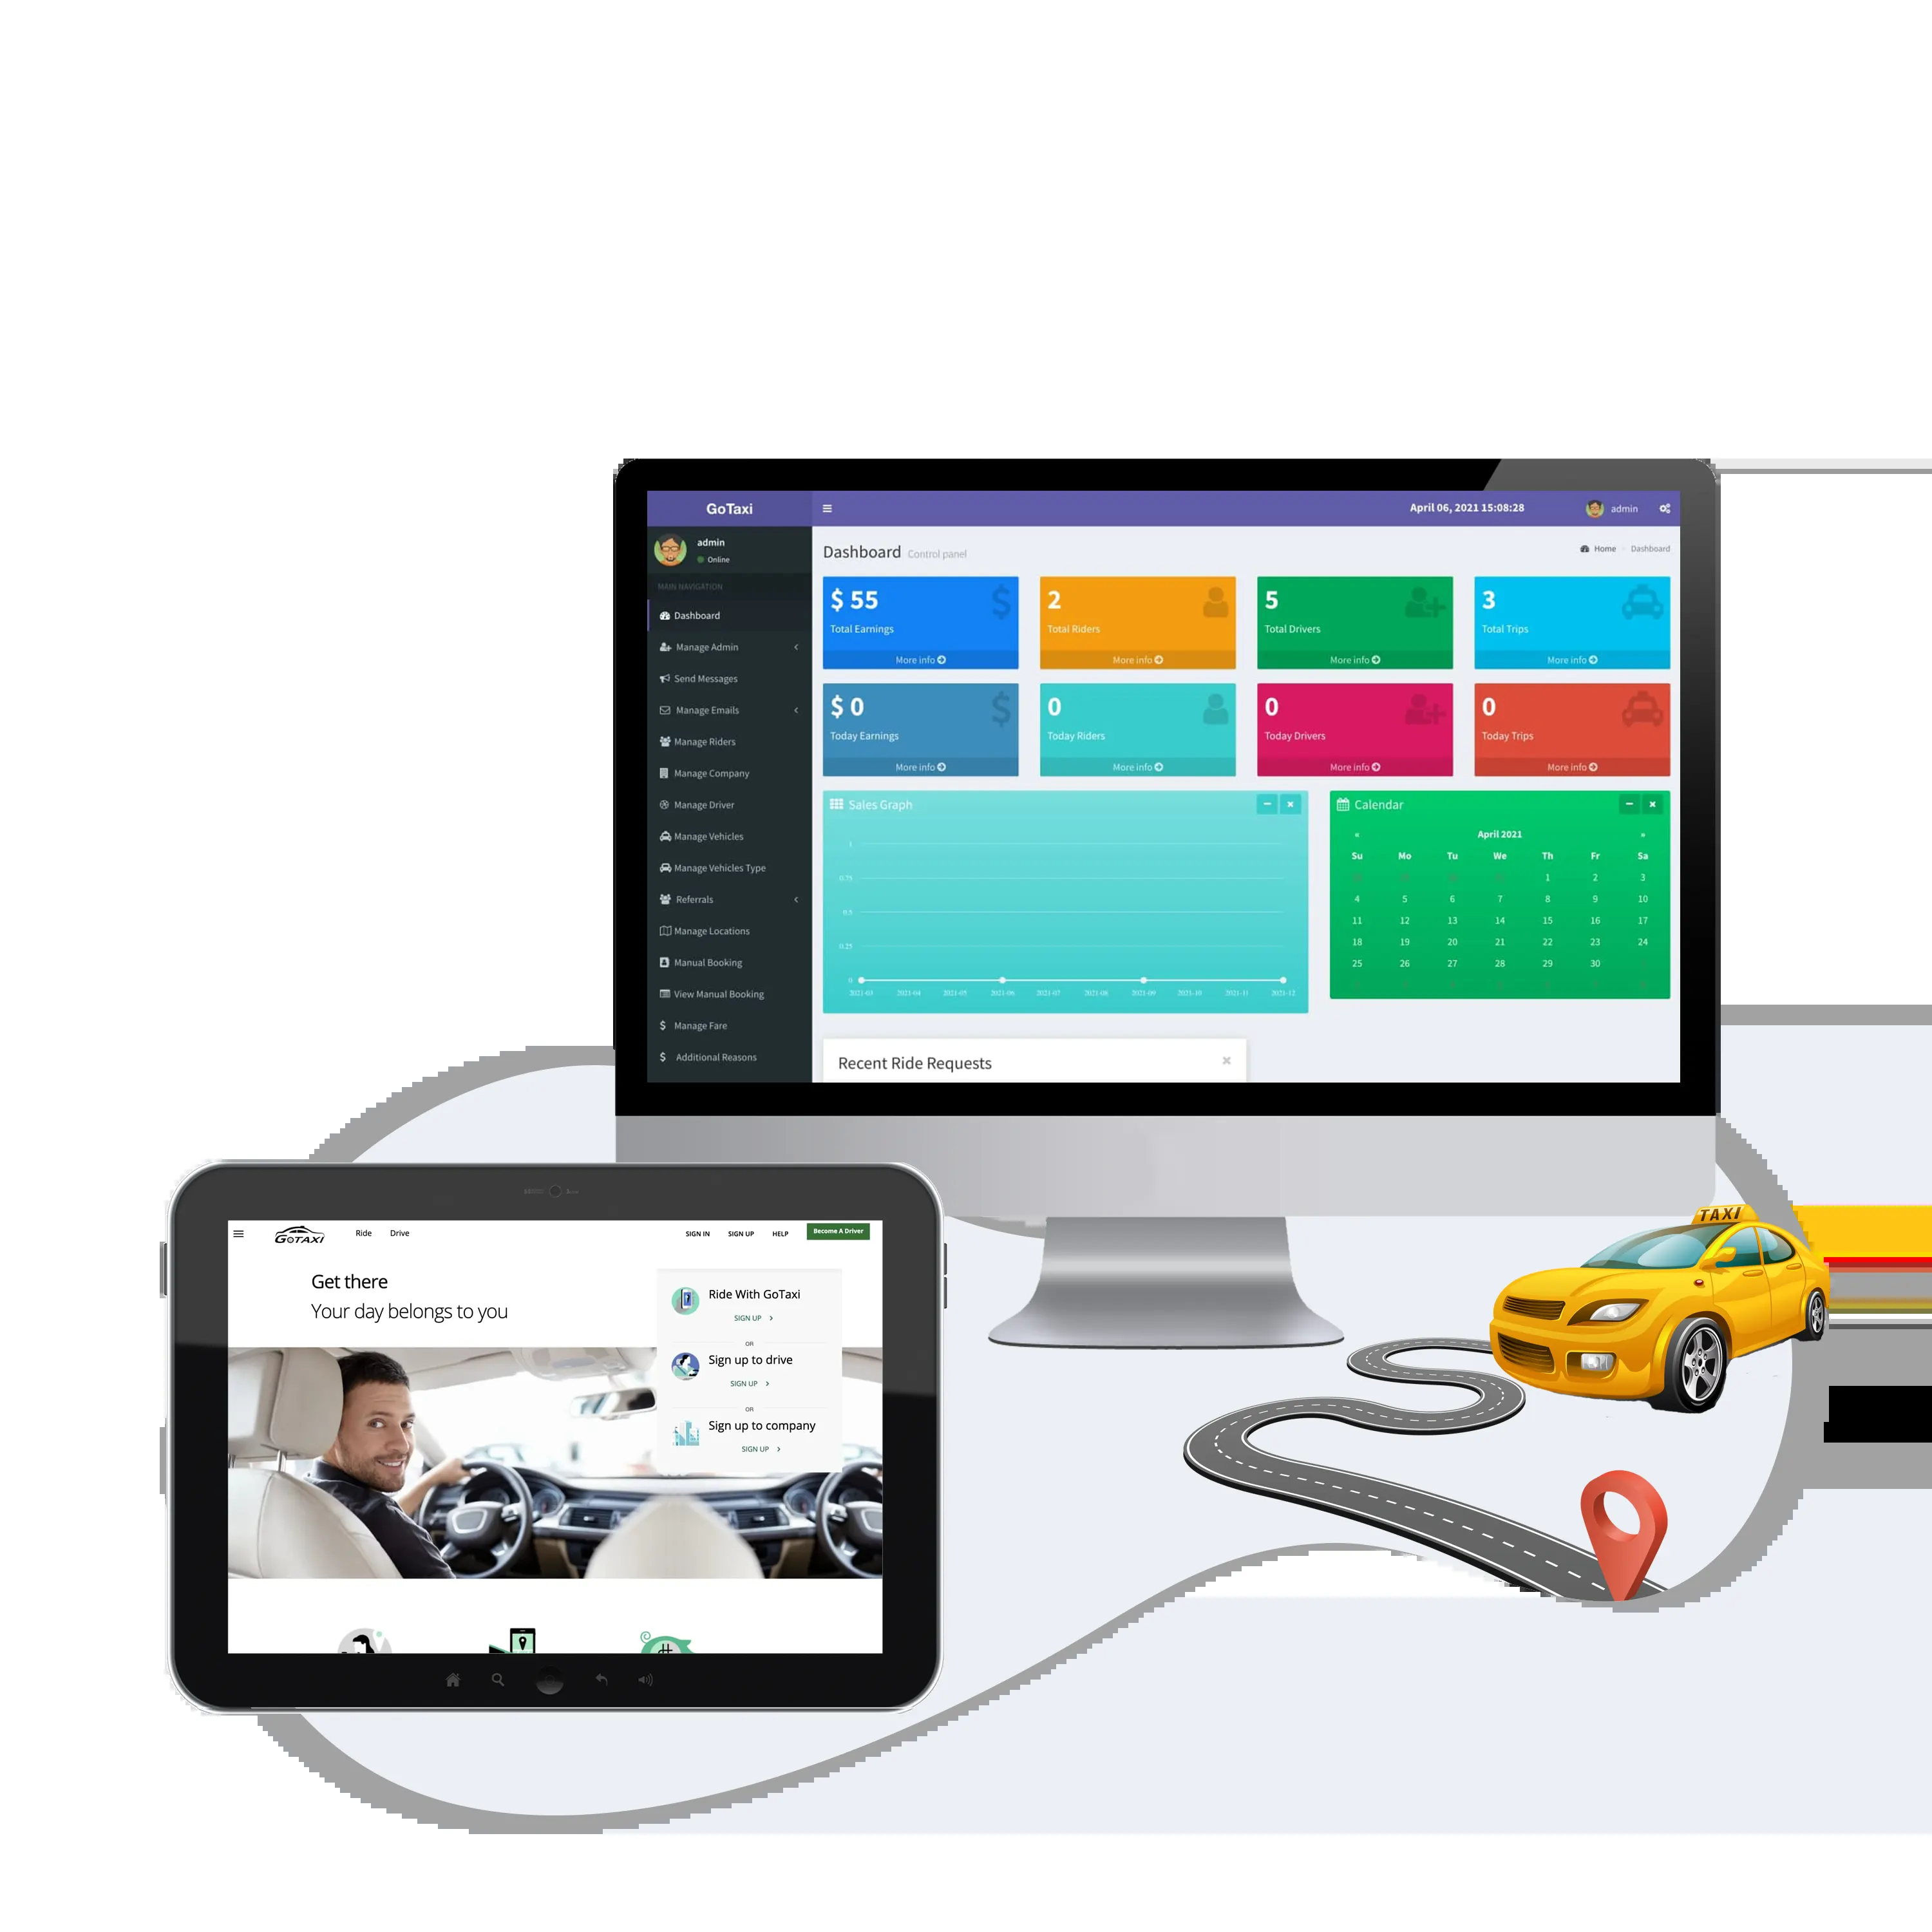 GoTaxi
April 06, 2021 15:08:28
admin
admin
Online
MAIN NAVIGATION
Dashboard
Manage Admin
Send Messages
Manage Emails
Manage Riders
Manage Company
Manage Driver
Manage Vehicles
Manage Vehicles Type
Referrals
Manage Locations
Manual Booking
View Manual Booking
$ Manage Fare
$ Additional Reasons
Dashboard Control panel
Home Dashboard
$ 55
Total Earnings
More info
2
Total Riders
More info
5
Total Drivers
More info
3
Total Trips
More info
$ 0
Today Earnings
More info
0
Today Riders
More info
0
Today Drivers
More info
0
Today Trips
More info
Sales Graph
1
0.75
0.5
0.25
0
2021-03 2021-04 2021-05 2021-06 2021-07 2021-08 2021-09 2021-10 2021-11 2021-12
Calendar
« April 2021 »
Su Mo Tu We Th Fr Sa
1 2 3
4 5 6 7 8 9 10
11 12 13 14 15 16 17
18 19 20 21 22 23 24
25 26 27 28 29 30
Recent Ride Requests
GoTAXI
Ride Drive
SIGN IN SIGN UP HELP Become A Driver
Get there
Your day belongs to you
Ride With GoTaxi
SIGN UP
OR
Sign up to drive
SIGN UP
OR
Sign up to company
SIGN UP
TAXI